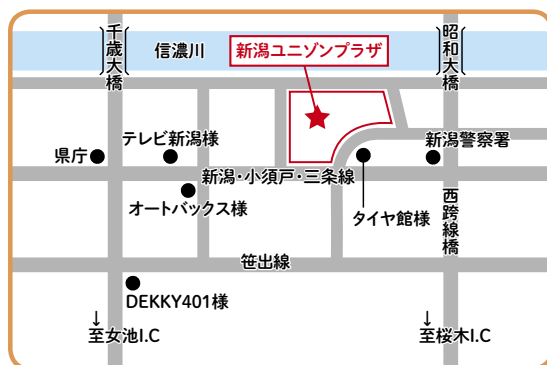 千歳大橋
信濃川
新潟ユニゾンプラザ
昭和大橋
県庁
テレビ新潟様
新潟警察署
新潟・小須戸・三条線
オートバックス様
タイヤ館様
西跨線橋
笹出線
DEKKY401様
↓
至女池I.C
↓
至桜木I.C